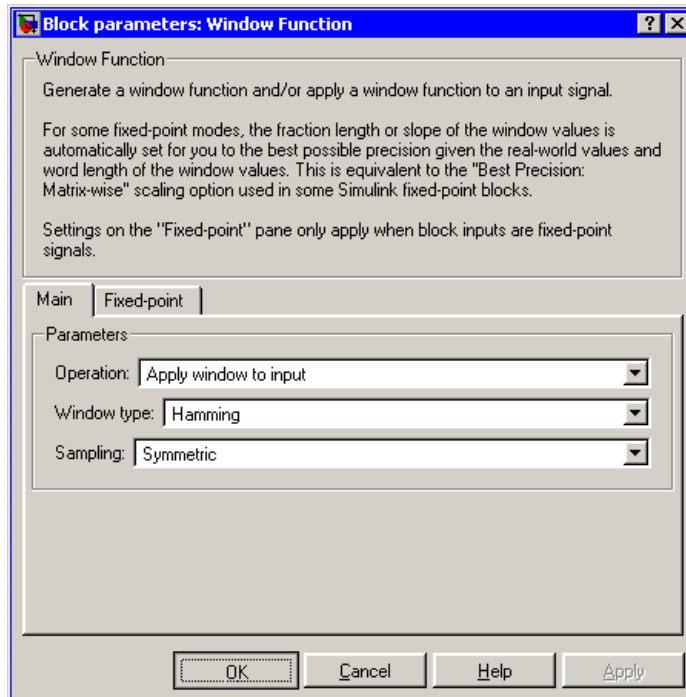 Block parameters: Window Function
Window Function
Generate a window function and/or apply a window function to an input signal.
For some fixed-point modes, the fraction length or slope of the window values is
automatically set for you to the best possible precision given the real-world values and
word length of the window values. This is equivalent to the "Best Precision:
Matrix-wise" scaling option used in some Simulink fixed-point blocks.
Settings on the "Fixed-point" pane only apply when block inputs are fixed-point
signals.
Main Fixed-point
Parameters
Operation: Apply window to input
Window type: Hamming
Sampling: Symmetric
OK Cancel Help Apply